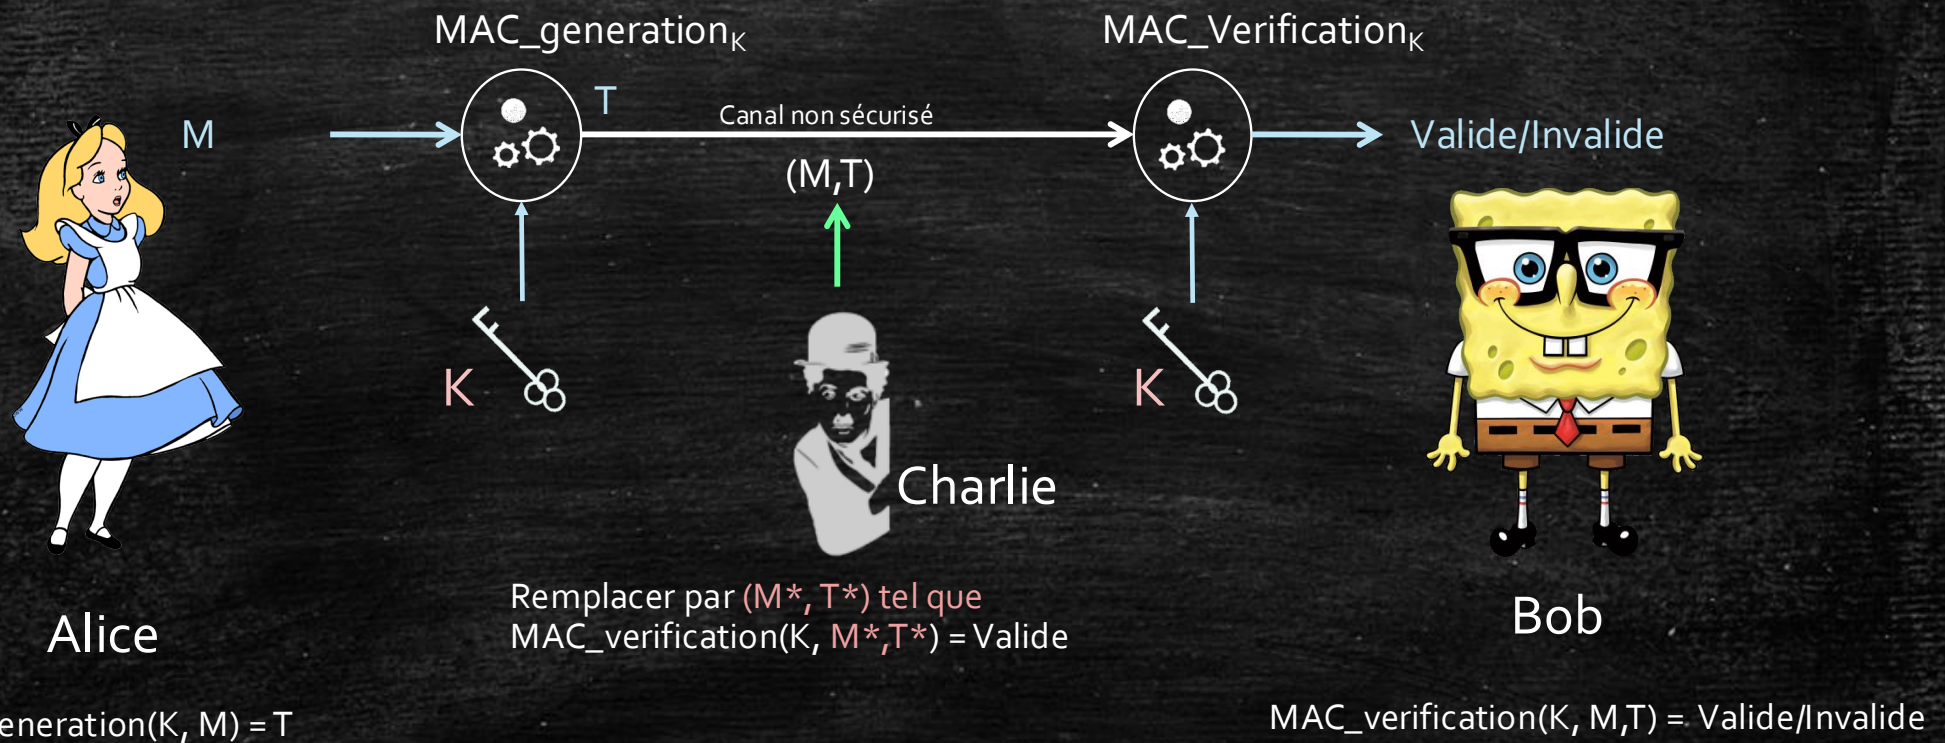 MAC_generationK
MAC_VerificationK
T
Canal non sécurisé
M
Valide/Invalide
(M,T)
K
K
Charlie
Remplacer par (M*, T*) tel que
MAC_verification(K, M*,T*) = Valide
Alice
Bob
eneration(K, M) = T
MAC_verification(K, M,T) = Valide/Invalide